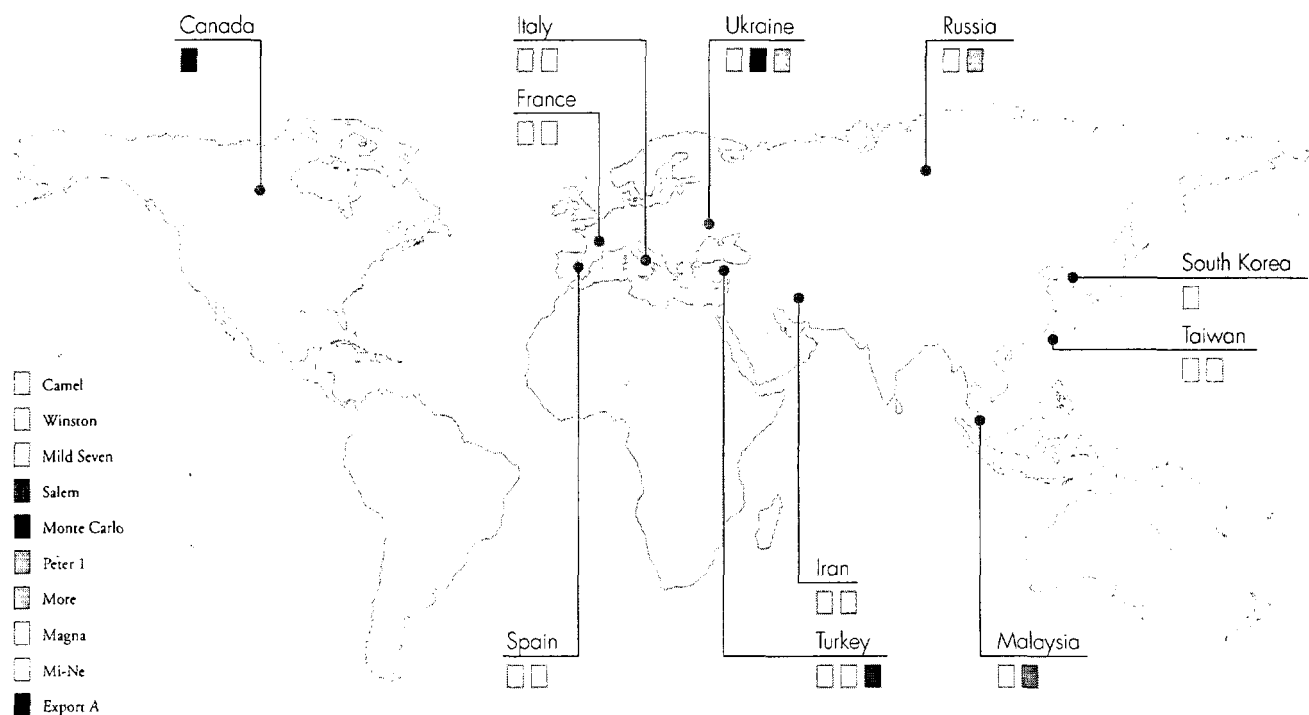 Canada
Italy
Ukraine
Russia
France
South Korea
Taiwan
Camel
Winston
Mild Seven
Salem
Monte Carlo
Peter 1
More
Magna
Mi-Ne
Export A
Iran
Spain
Turkey
Malaysia